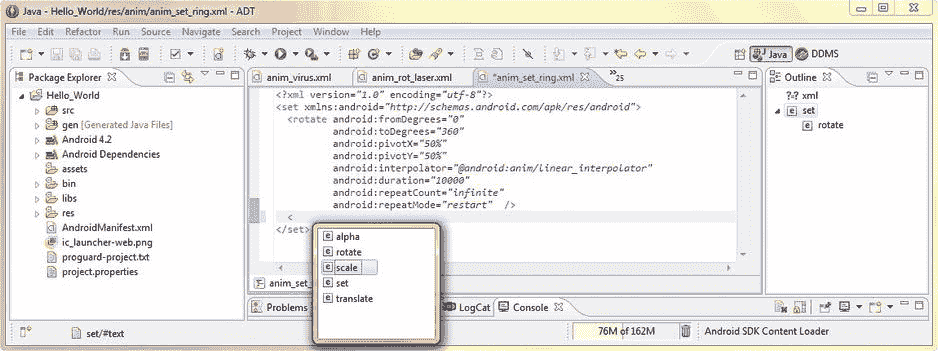 Java - Hello_World/res/anim/anim_set_ring.xml - ADT
File Edit Refactor Run Source Navigate Search Project Window Help
Java DDMS
Package Explorer
Hello_World
src
gen [Generated Java Files]
Android 4.2
Android Dependencies
assets
bin
libs
res
AndroidManifest.xml
ic_launcher-web.png
proguard-project.txt
project.properties
anim_virus.xml anim_rot_laser.xml *anim_set_ring.xml »25
<?xml version="1.0" encoding="utf-8"?>
<set xmlns:android="http://schemas.android.com/apk/res/android">
<rotate android:fromDegrees="0"
android:toDegrees="360"
android:pivotX="50%"
android:pivotY="50%"
android:interpolator="@android:anim/linear_interpolator"
android:duration="10000"
android:repeatCount="infinite"
android:repeatMode="restart" />
<
</set>
alpha
rotate
scale
set
translate
anim_set_
Problems LogCat Console
Outline
?-? xml
set
rotate
set/#text
76M of 162M
Android SDK Content Loader